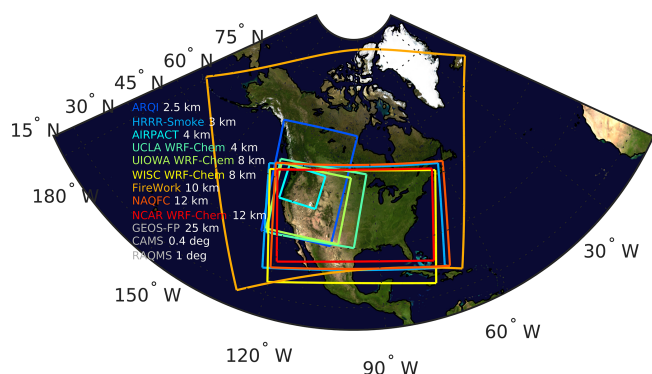 75° N
60° N
45° N
30° N
15° N
ARQI 2.5 km
HRRR-Smoke 3 km
AIRPACT 4 km
UCLA WRF-Chem 4 km
UIOWA WRF-Chem 8 km
WISC WRF-Chem 8 km
FireWork 10 km
NAQFC 12 km
NCAR WRF-Chem 12 km
GEOS-FP 25 km
CAMS 0.4 deg
RAQMS 1 deg
180° W
150° W
120° W
90° W
60° W
30° W